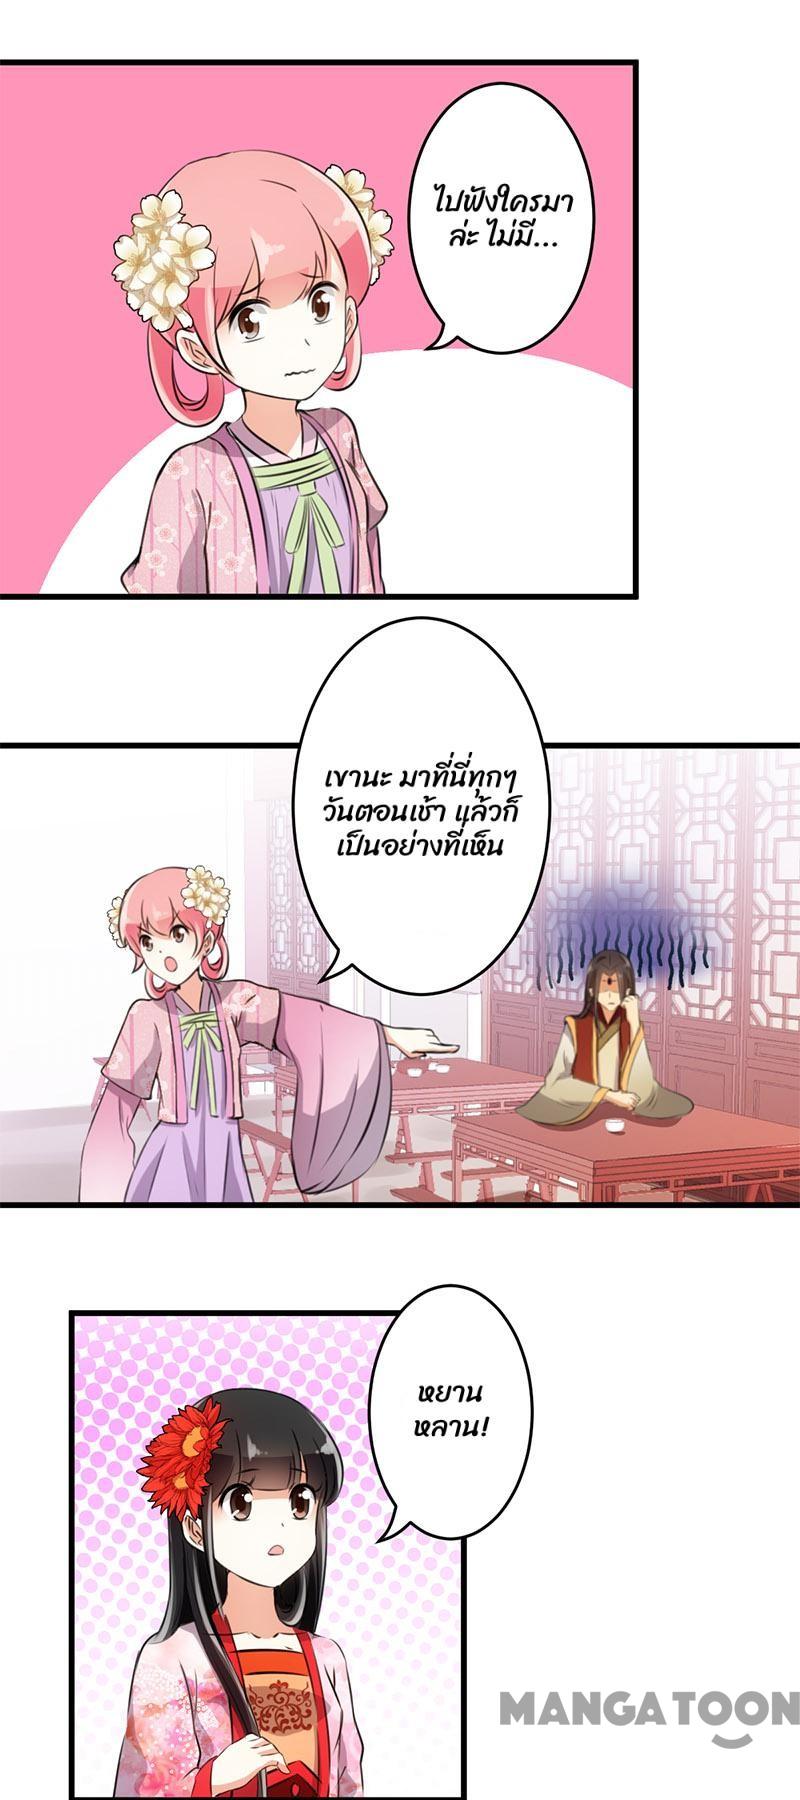 ไปฟังใครมา
ล่ะ ไม่มี...
เขานะ มาที่นี่ทุกๆ
วันตอนเช้า แล้วก็
เป็นอย่างที่เห็น
หยาน
หลาน!
MANGATOON